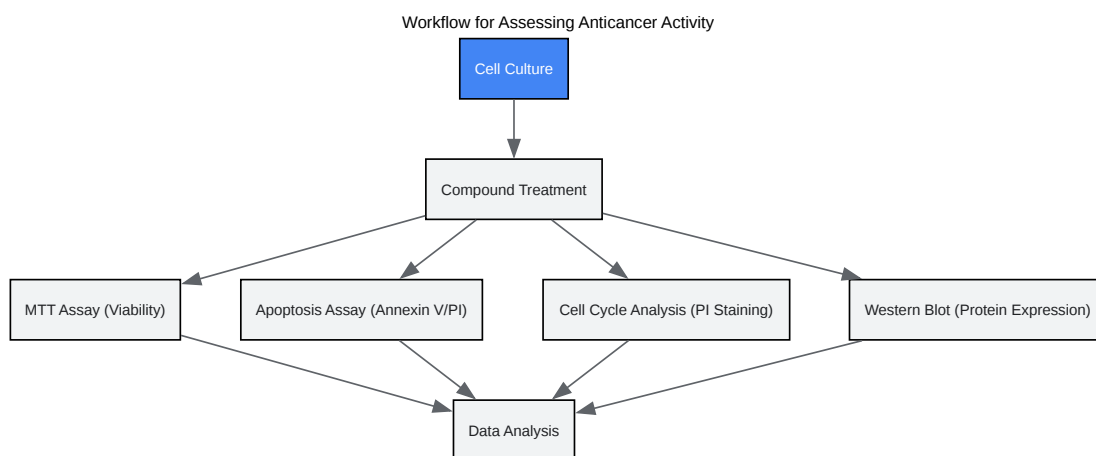 Workflow for Assessing Anticancer Activity
Cell Culture
Compound Treatment
MTT Assay (Viability)
Apoptosis Assay (Annexin V/PI)
Cell Cycle Analysis (PI Staining)
Western Blot (Protein Expression)
Data Analysis